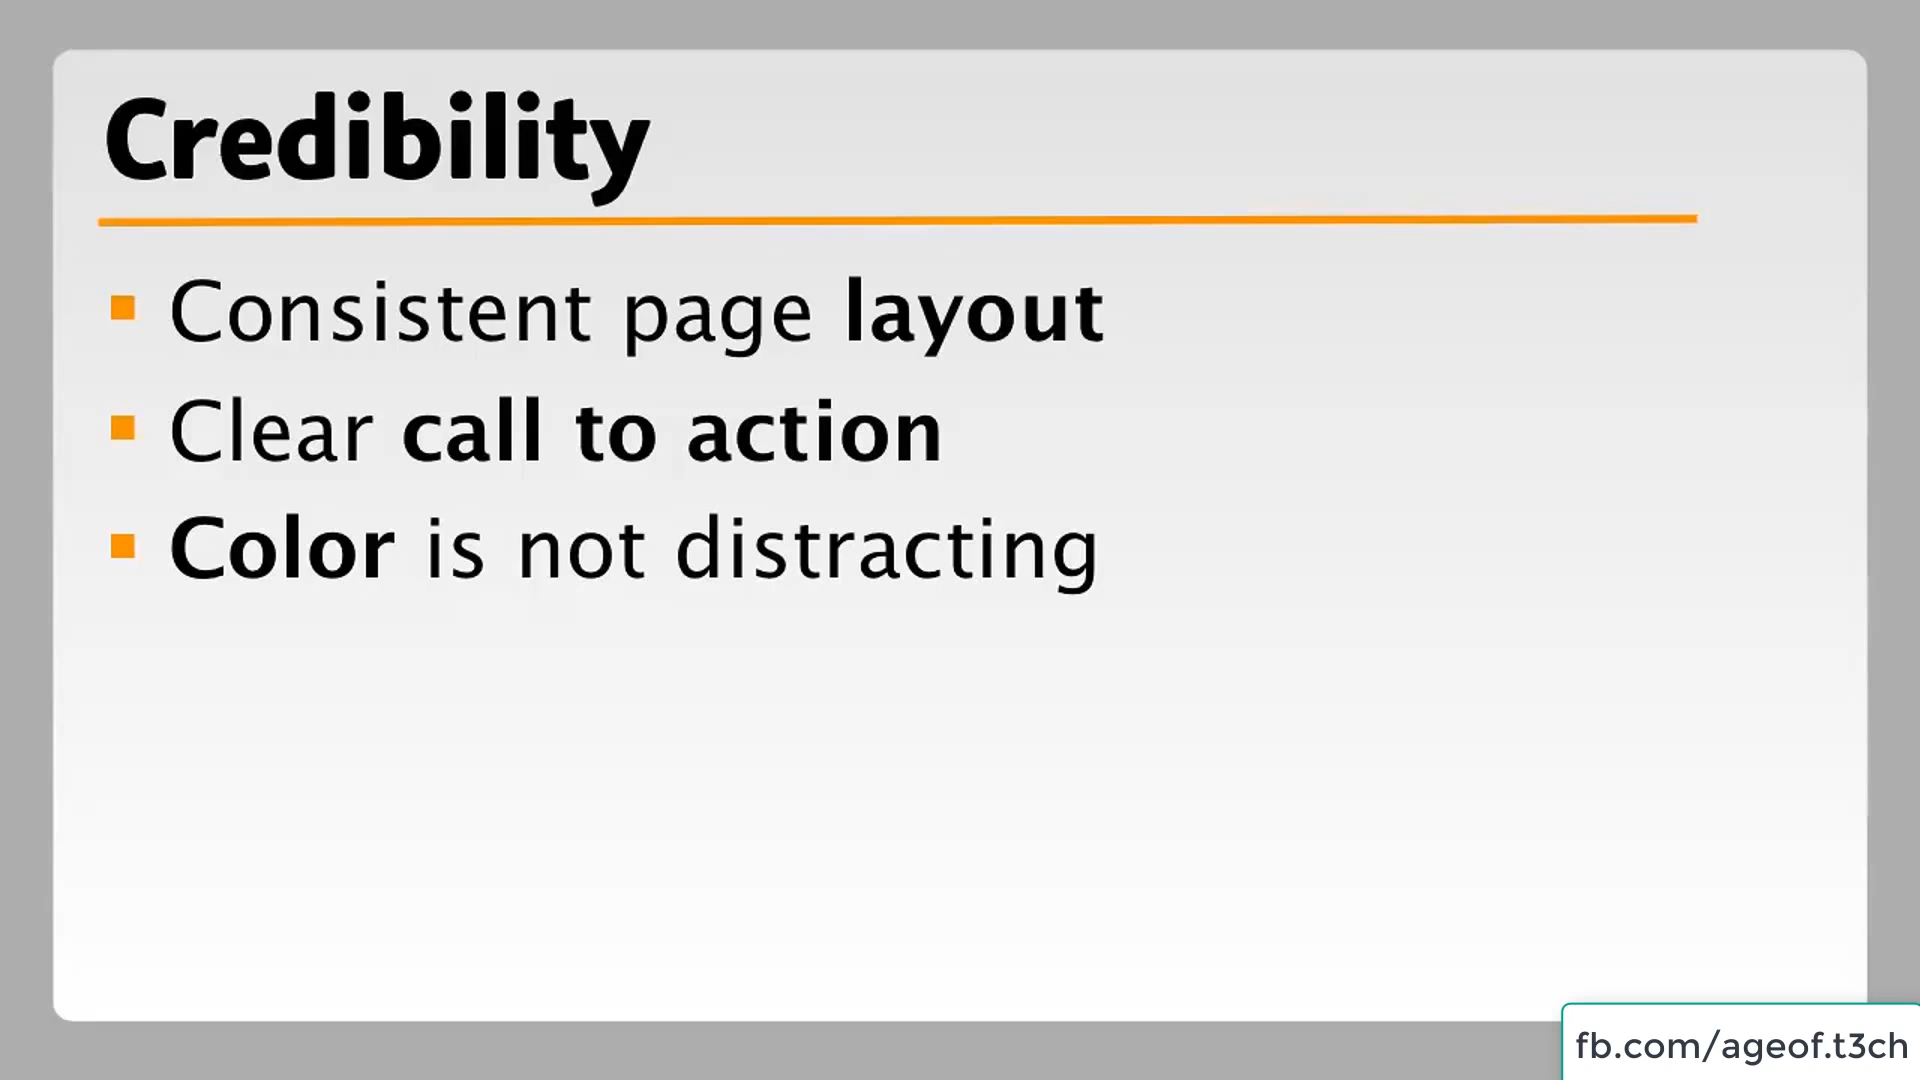 Credibility
Consistent page layout
Clear call to action
Color is not distracting
fb.com/ageof.t3ch